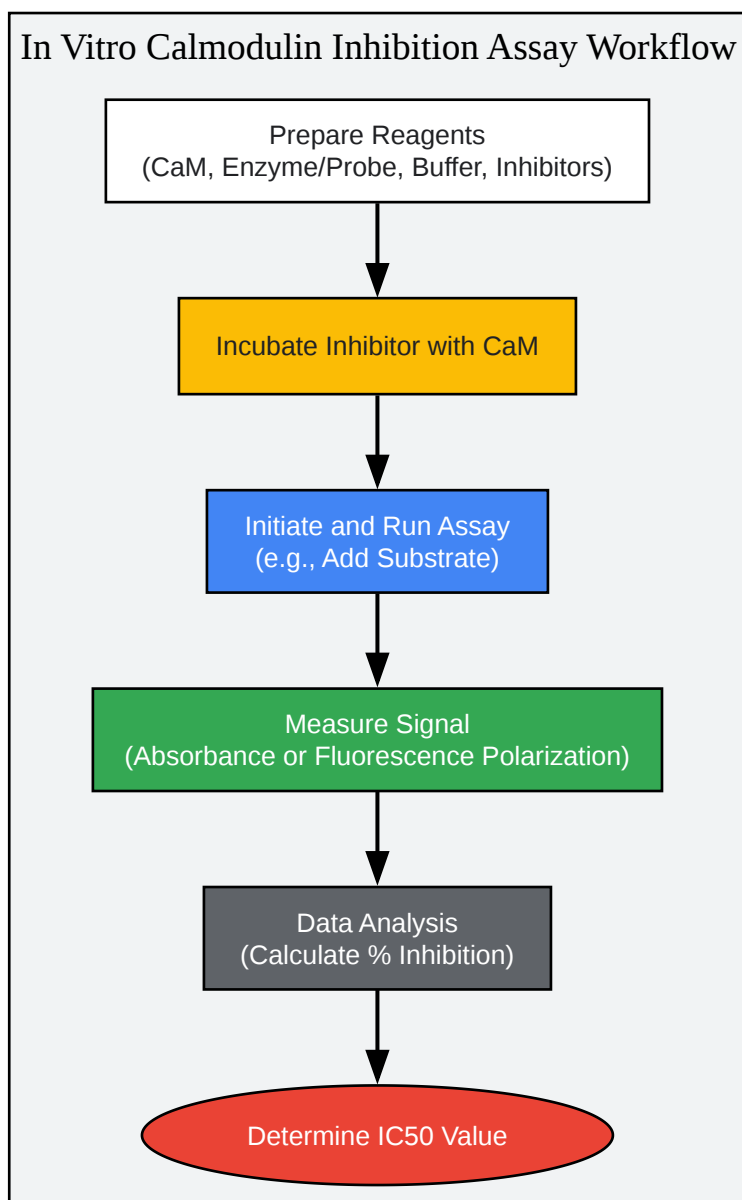 In Vitro Calmodulin Inhibition Assay Workflow
Prepare Reagents
(CaM, Enzyme/Probe, Buffer, Inhibitors)
Incubate Inhibitor with CaM
Initiate and Run Assay
(e.g., Add Substrate)
Measure Signal
(Absorbance or Fluorescence Polarization)
Data Analysis
(Calculate % Inhibition)
Determine IC50 Value